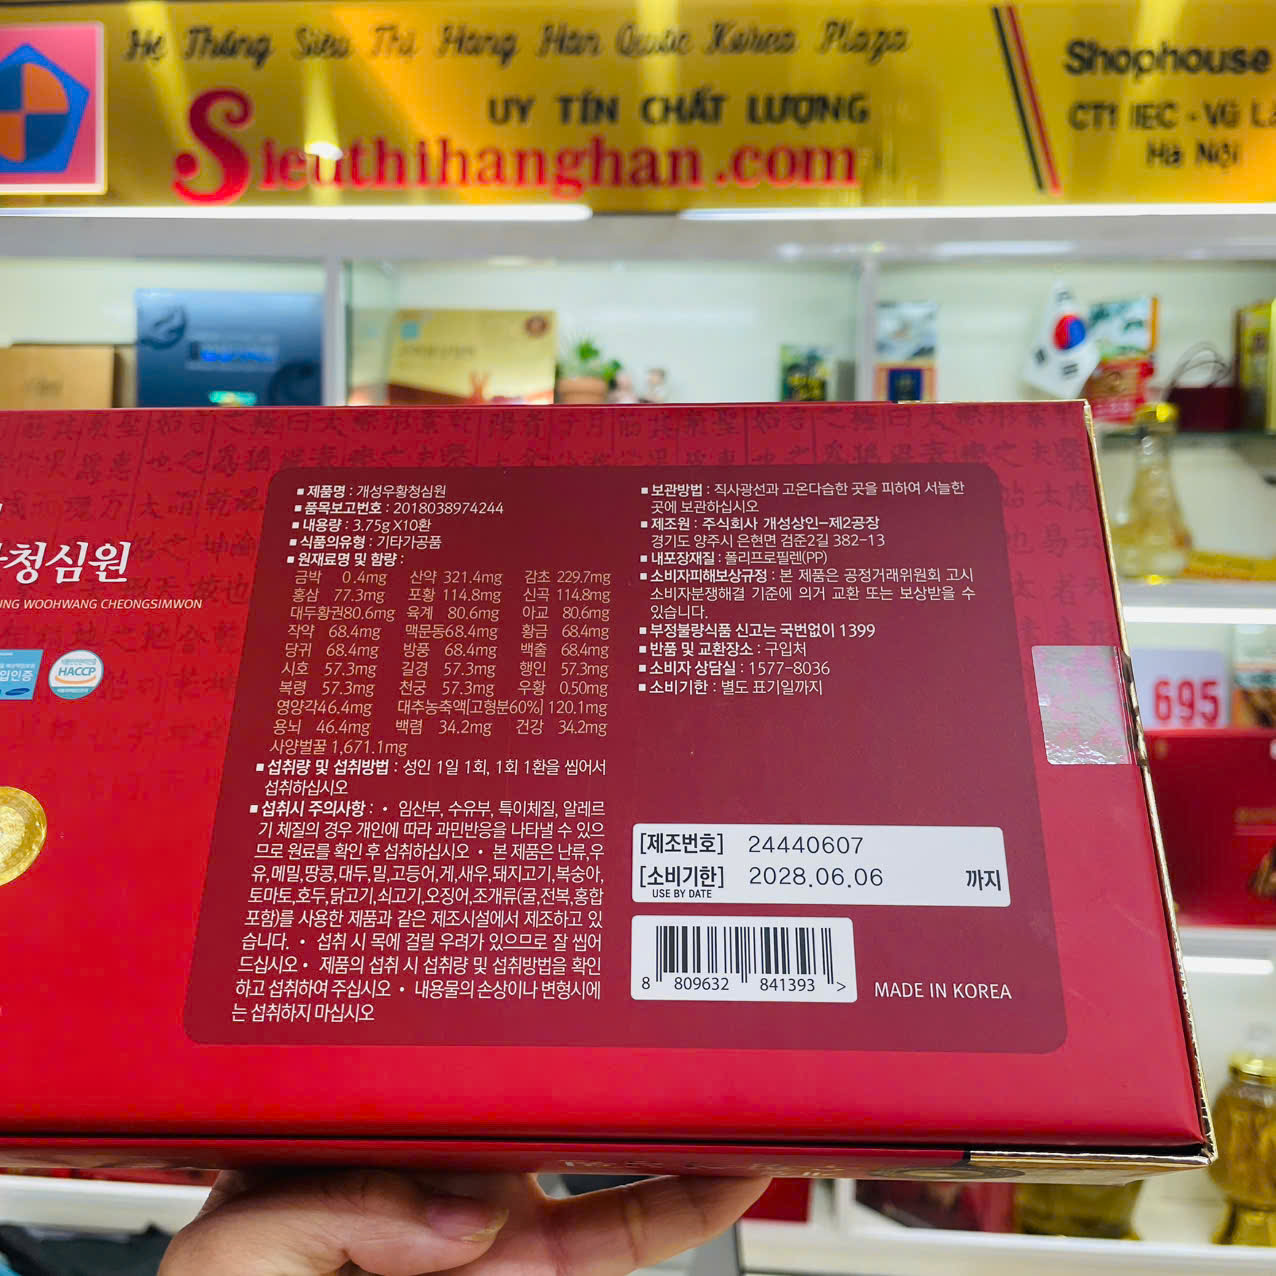 Hệ Thống Siêu Thị Hàng Hàn Quốc Korea Plaza
UY TÍN CHẤT LƯỢNG
Sieuthihanghan.com
Shophouse
CT1 IEC - Vũ
Hà Nội
695
청심원
WOOHWANG CHEONGSIMWON
인증
HACCP
▪ 제품명 : 개성우황청심원
▪ 품목보고번호 : 2018038974244
▪ 내용량 : 3.75g X10환
▪ 식품의유형 : 기타가공품
▪ 원재료명 및 함량 :
금박 0.4mg 산약 321.4mg 감초 229.7mg
홍삼 77.3mg 포황 114.8mg 신곡 114.8mg
대두황권80.6mg 육계 80.6mg 아교 80.6mg
작약 68.4mg 맥문동68.4mg 황금 68.4mg
당귀 68.4mg 방풍 68.4mg 백출 68.4mg
시호 57.3mg 길경 57.3mg 행인 57.3mg
복령 57.3mg 천궁 57.3mg 우황 0.50mg
영양각46.4mg 대추농축액[고형분60%] 120.1mg
용뇌 46.4mg 백렴 34.2mg 건강 34.2mg
사양벌꿀 1,671.1mg
▪ 섭취량 및 섭취방법 : 성인 1일 1회, 1회 1환을 씹어서
섭취하십시오
▪ 섭취시 주의사항 : • 임산부, 수유부, 특이체질, 알레르
기 체질의 경우 개인에 따라 과민반응을 나타낼 수 있으
므로 원료를 확인 후 섭취하십시오 • 본 제품은 난류,우
유,메밀,땅콩,대두,밀,고등어,게,새우,돼지고기,복숭아,
토마토,호두,닭고기,쇠고기,오징어,조개류(굴,전복,홍합
포함)를 사용한 제품과 같은 제조시설에서 제조하고 있
습니다. • 섭취 시 목에 걸릴 우려가 있으므로 잘 씹어
드십시오 • 제품의 섭취 시 섭취량 및 섭취방법을 확인
하고 섭취하여 주십시오 • 내용물의 손상이나 변형시에
는 섭취하지 마십시오
▪ 보관방법 : 직사광선과 고온다습한 곳을 피하여 서늘한
곳에 보관하십시오
▪ 제조원 : 주식회사 개성상인-제2공장
경기도 양주시 은현면 검준2길 382-13
▪ 내포장재질 : 폴리프로필렌(PP)
▪ 소비자피해보상규정 : 본 제품은 공정거래위원회 고시
소비자분쟁해결 기준에 의거 교환 또는 보상받을 수
있습니다.
▪ 부정불량식품 신고는 국번없이 1399
▪ 반품 및 교환장소 : 구입처
▪ 소비자 상담실 : 1577-8036
▪ 소비기한 : 별도 표기일까지
[제조번호] 24440607
[소비기한] 2028.06.06 까지
USE BY DATE
8 809632 841393 >
MADE IN KOREA